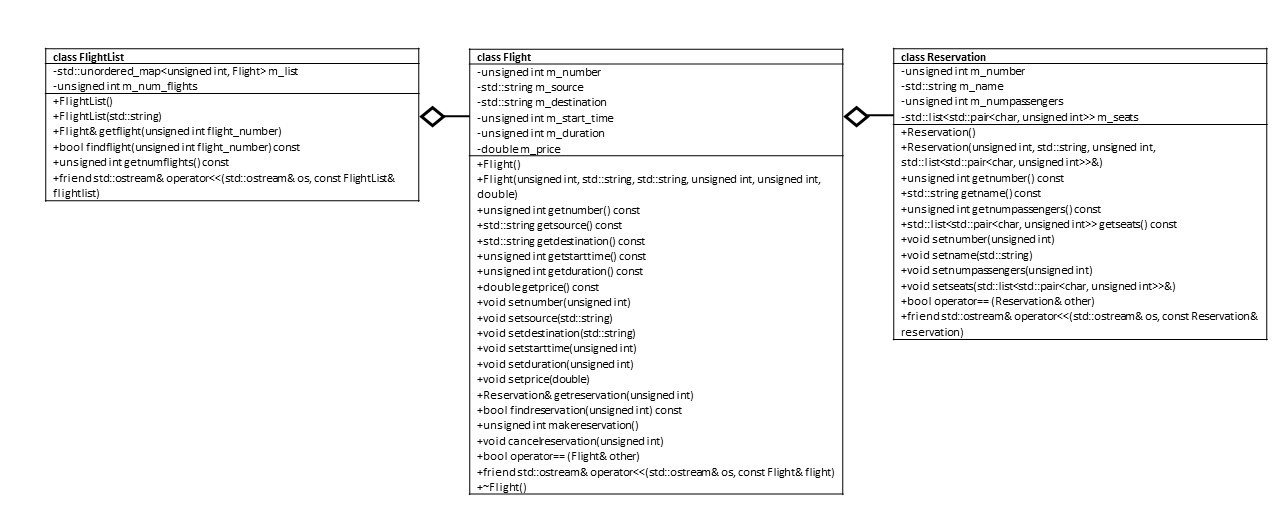 class FlightList
-std::unordered_map<unsigned int, Flight> m_list
-unsigned int m_num_flights
+FlightList()
+FlightList(std::string)
+Flight& getflight(unsigned int flight_number)
+bool findflight(unsigned int flight_number) const
+unsigned int getnumflights() const
+friend std::ostream& operator<<(std::ostream& os, const FlightList&
flightlist)
class Flight
-unsigned int m_number
-std::string m_source
-std::string m_destination
-unsigned int m_start_time
-unsigned int m_duration
-double m_price
+Flight()
+Flight(unsigned int, std::string, std::string, unsigned int, unsigned int,
double)
+unsigned int getnumber() const
+std::string getsource() const
+std::string getdestination() const
+unsigned int getstarttime() const
+unsigned int getduration() const
+double getprice() const
+void setnumber(unsigned int)
+void setsource(std::string)
+void setdestination(std::string)
+void setstarttime(unsigned int)
+void setduration(unsigned int)
+void setprice(double)
+Reservation& getreservation(unsigned int)
+bool findreservation(unsigned int) const
+unsigned int makereservation()
+void cancelreservation(unsigned int)
+bool operator== (Flight& other)
+friend std::ostream& operator<<(std::ostream& os, const Flight& flight)
+~Flight()
class Reservation
-unsigned int m_number
-std::string m_name
-unsigned int m_numpassengers
-std::list<std::pair<char, unsigned int>> m_seats
+Reservation()
+Reservation(unsigned int, std::string, unsigned int,
std::list<std::pair<char, unsigned int>>&)
+unsigned int getnumber() const
+std::string getname() const
+unsigned int getnumpassengers() const
+std::list<std::pair<char, unsigned int>> getseats() const
+void setnumber(unsigned int)
+void setname(std::string)
+void setnumpassengers(unsigned int)
+void setseats(std::list<std::pair<char, unsigned int>>&)
+bool operator== (Reservation& other)
+friend std::ostream& operator<<(std::ostream& os, const Reservation&
reservation)